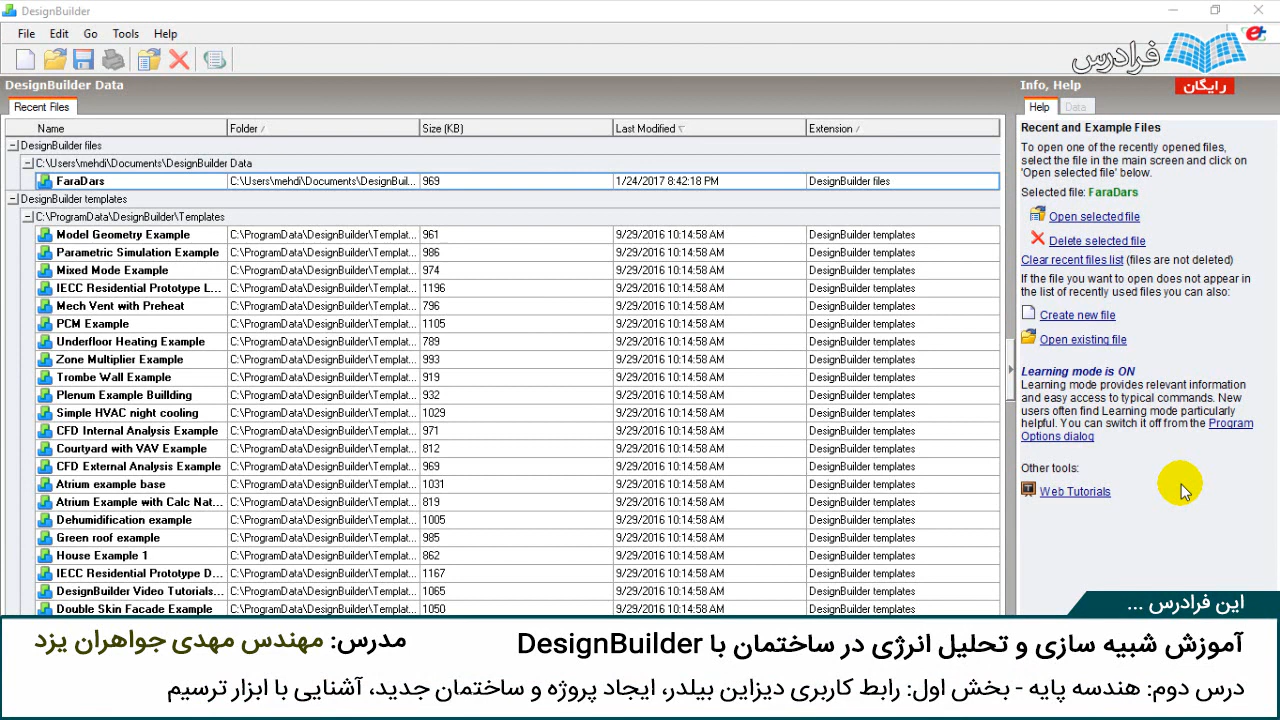 DesignBuilder
File Edit Go Tools Help
فرادرس
رایگان
DesignBuilder Data
Recent Files
Name Folder Size (KB) Last Modified Extension
DesignBuilder files
C:\Users\mehdi\Documents\DesignBuilder Data
FaraDars C:\Users\mehdi\Documents\DesignBuil... 969 1/24/2017 8:42:18 PM DesignBuilder files
DesignBuilder templates
C:\ProgramData\DesignBuilder\Templates
Model Geometry Example C:\ProgramData\DesignBuilder\Templat... 961 9/29/2016 10:14:58 AM DesignBuilder templates
Parametric Simulation Example C:\ProgramData\DesignBuilder\Templat... 986 9/29/2016 10:14:58 AM DesignBuilder templates
Mixed Mode Example C:\ProgramData\DesignBuilder\Templat... 974 9/29/2016 10:14:58 AM DesignBuilder templates
IECC Residential Prototype L... C:\ProgramData\DesignBuilder\Templat... 1196 9/29/2016 10:14:58 AM DesignBuilder templates
Mech Vent with Preheat C:\ProgramData\DesignBuilder\Templat... 796 9/29/2016 10:14:58 AM DesignBuilder templates
PCM Example C:\ProgramData\DesignBuilder\Templat... 1105 9/29/2016 10:14:58 AM DesignBuilder templates
Underfloor Heating Example C:\ProgramData\DesignBuilder\Templat... 789 9/29/2016 10:14:58 AM DesignBuilder templates
Zone Multiplier Example C:\ProgramData\DesignBuilder\Templat... 993 9/29/2016 10:14:58 AM DesignBuilder templates
Trombe Wall Example C:\ProgramData\DesignBuilder\Templat... 919 9/29/2016 10:14:58 AM DesignBuilder templates
Plenum Example Buillding C:\ProgramData\DesignBuilder\Templat... 932 9/29/2016 10:14:58 AM DesignBuilder templates
Simple HVAC night cooling C:\ProgramData\DesignBuilder\Templat... 1029 9/29/2016 10:14:58 AM DesignBuilder templates
CFD Internal Analysis Example C:\ProgramData\DesignBuilder\Templat... 971 9/29/2016 10:14:58 AM DesignBuilder templates
Courtyard with VAV Example C:\ProgramData\DesignBuilder\Templat... 812 9/29/2016 10:14:58 AM DesignBuilder templates
CFD External Analysis Example C:\ProgramData\DesignBuilder\Templat... 969 9/29/2016 10:14:58 AM DesignBuilder templates
Atrium example base C:\ProgramData\DesignBuilder\Templat... 1031 9/29/2016 10:14:58 AM DesignBuilder templates
Atrium Example with Calc Nat... C:\ProgramData\DesignBuilder\Templat... 819 9/29/2016 10:14:58 AM DesignBuilder templates
Dehumidification example C:\ProgramData\DesignBuilder\Templat... 1005 9/29/2016 10:14:58 AM DesignBuilder templates
Green roof example C:\ProgramData\DesignBuilder\Templat... 985 9/29/2016 10:14:58 AM DesignBuilder templates
House Example 1 C:\ProgramData\DesignBuilder\Templat... 862 9/29/2016 10:14:58 AM DesignBuilder templates
IECC Residential Prototype D... C:\ProgramData\DesignBuilder\Templat... 1167 9/29/2016 10:14:58 AM DesignBuilder templates
DesignBuilder Video Tutorials... C:\ProgramData\DesignBuilder\Templat... 1065 9/29/2016 10:14:58 AM DesignBuilder templates
Double Skin Facade Example C:\ProgramData\DesignBuilder\Templat... 1050 9/29/2016 10:14:58 AM DesignBuilder templates
Info, Help
Help Data
Recent and Example Files
To open one of the recently opened files,
select the file in the main screen and click on
'Open selected file' below.
Selected file: FaraDars
Open selected file
Delete selected file
Clear recent files list (files are not deleted)
If the file you want to open does not appear in
the list of recently used files you can also:
Create new file
Open existing file
Learning mode is ON
Learning mode provides relevant information
and easy access to typical commands. New
users often find Learning mode particularly
helpful. You can switch it off from the Program
Options dialog
Other tools:
Web Tutorials
این فرادرس ...
آموزش شبیه سازی و تحلیل انرژی در ساختمان با DesignBuilder
مدرس: مهندس مهدی جواهران یزد
درس دوم: هندسه پایه - بخش اول: رابط کاربری دیزاین بیلدر، ایجاد پروژه و ساختمان جدید، آشنایی با ابزار ترسیم